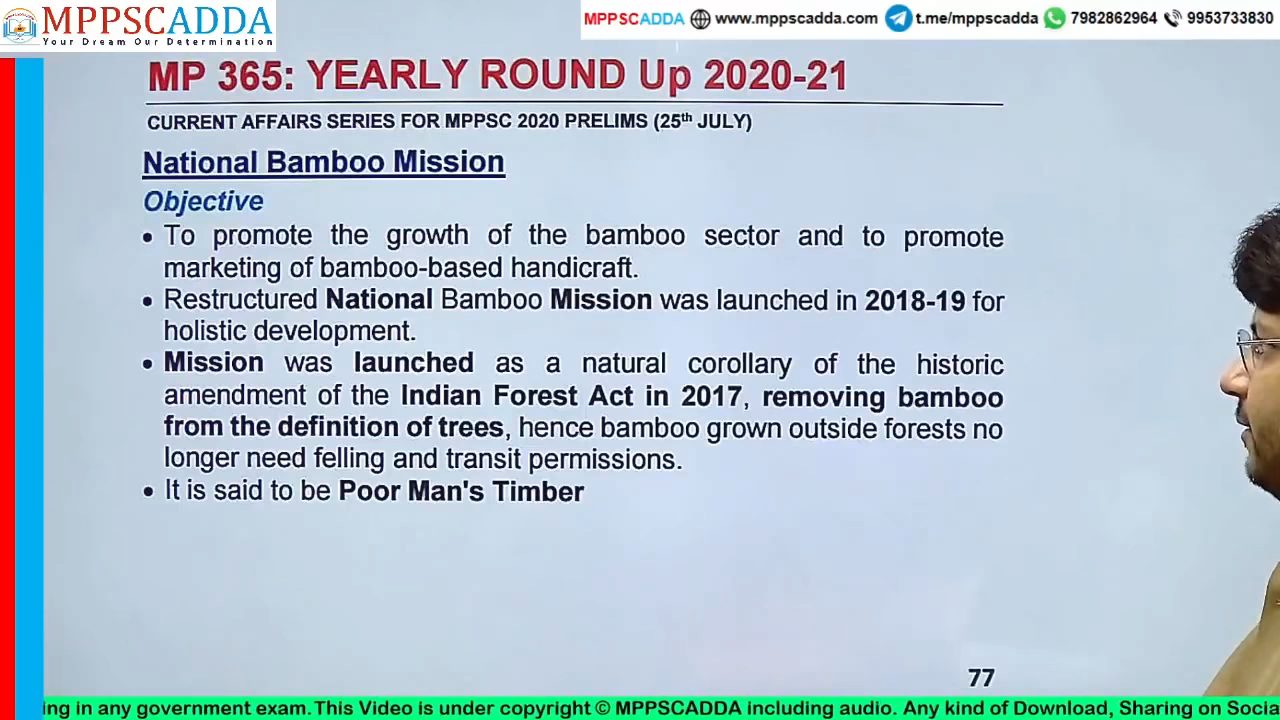 MPPSCADDA
Your Dream Our Determination
MPPSCADDA www.mppscadda.com t.me/mppscadda 7982862964 9953733830
MP 365: YEARLY ROUND Up 2020-21
CURRENT AFFAIRS SERIES FOR MPPSC 2020 PRELIMS (25th JULY)
National Bamboo Mission
Objective
• To promote the growth of the bamboo sector and to promote
marketing of bamboo-based handicraft.
• Restructured National Bamboo Mission was launched in 2018-19 for
holistic development.
• Mission was launched as a natural corollary of the historic
amendment of the Indian Forest Act in 2017, removing bamboo
from the definition of trees, hence bamboo grown outside forests no
longer need felling and transit permissions.
• It is said to be Poor Man's Timber
77
ing in any government exam. This Video is under copyright © MPPSCADDA including audio. Any kind of Download, Sharing on Socia